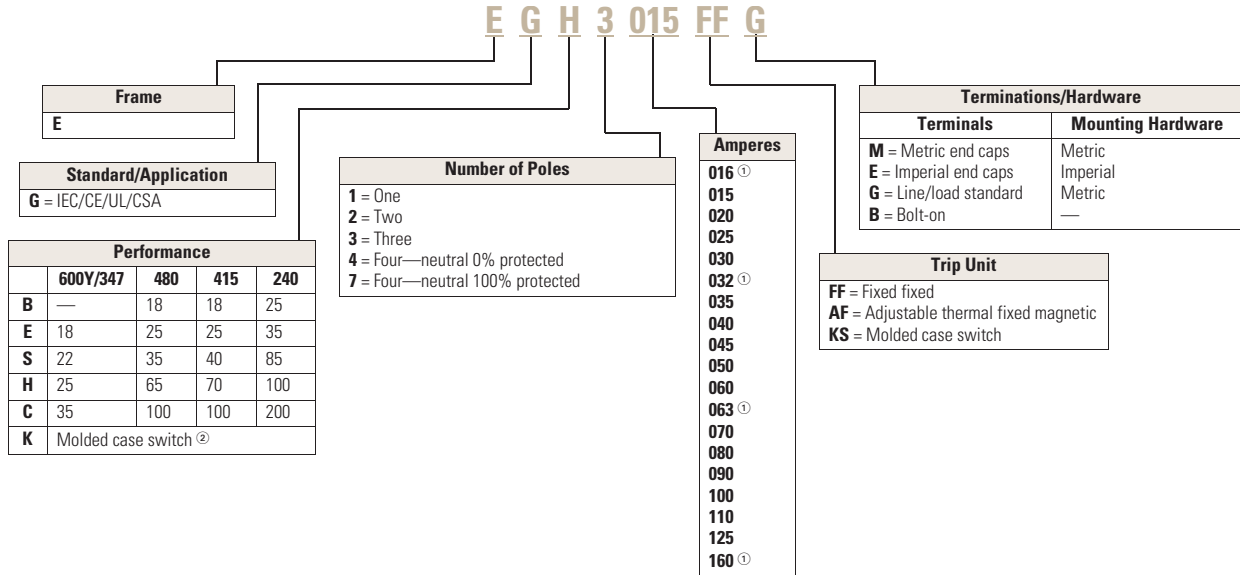 E G H 3 015 FF G
Frame
E
Standard/Application
G = IEC/CE/UL/CSA
Performance
600Y/347 480 415 240
B — 18 18 25
E 18 25 25 35
S 22 35 40 85
H 25 65 70 100
C 35 100 100 200
K Molded case switch ②
Number of Poles
1 = One
2 = Two
3 = Three
4 = Four—neutral 0% protected
7 = Four—neutral 100% protected
Amperes
016 ①
015
020
025
030
032 ①
035
040
045
050
060
063 ①
070
080
090
100
110
125
160 ①
Terminations/Hardware
Terminals Mounting Hardware
M = Metric end caps Metric
E = Imperial end caps Imperial
G = Line/load standard Metric
B = Bolt-on —
Trip Unit
FF = Fixed fixed
AF = Adjustable thermal fixed magnetic
KS = Molded case switch